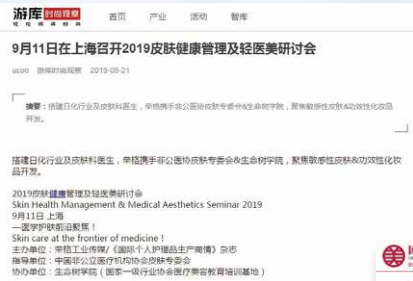 游库 时尚观察 首页 产业 活动 智库
9月11日在上海召开2019皮肤健康管理及轻医美研讨会
ucoo 游库时尚观察 2019-05-21
摘要：搭建日化行业及皮肤科医生，荣格携手非公医协皮肤专委会&生命树学院，聚焦敏感性皮肤&功效性化妆品
开发。
搭建日化行业及皮肤科医生，荣格携手非公医协皮肤专委会&生命树学院，聚焦敏感性皮肤&功效性化妆
品开发。
2019皮肤健康管理及轻医美研讨会
Skin Health Management & Medical Aesthetics Seminar 2019
9月11日 上海
—医学护肤前沿聚焦！
Skin care at the frontier of medicine !
主办单位：荣格工业传媒/《国际个人护理品生产商情》杂志
指导单位：中国非公立医疗机构协会皮肤专委会
协办单位：生命树学院（国家一级行业协会医疗美容教育培训基地）